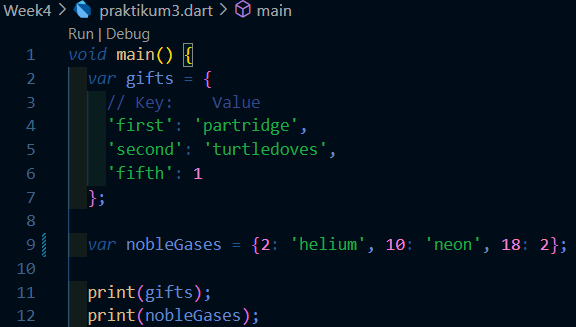 Week4 > praktikum3.dart > main
Run | Debug
1 void main() {
2 var gifts = {
3 // Key:    Value
4 'first': 'partridge',
5 'second': 'turtledoves',
6 'fifth': 1
7 };
8
9 var nobleGases = {2: 'helium', 10: 'neon', 18: 2};
10
11 print(gifts);
12 print(nobleGases);